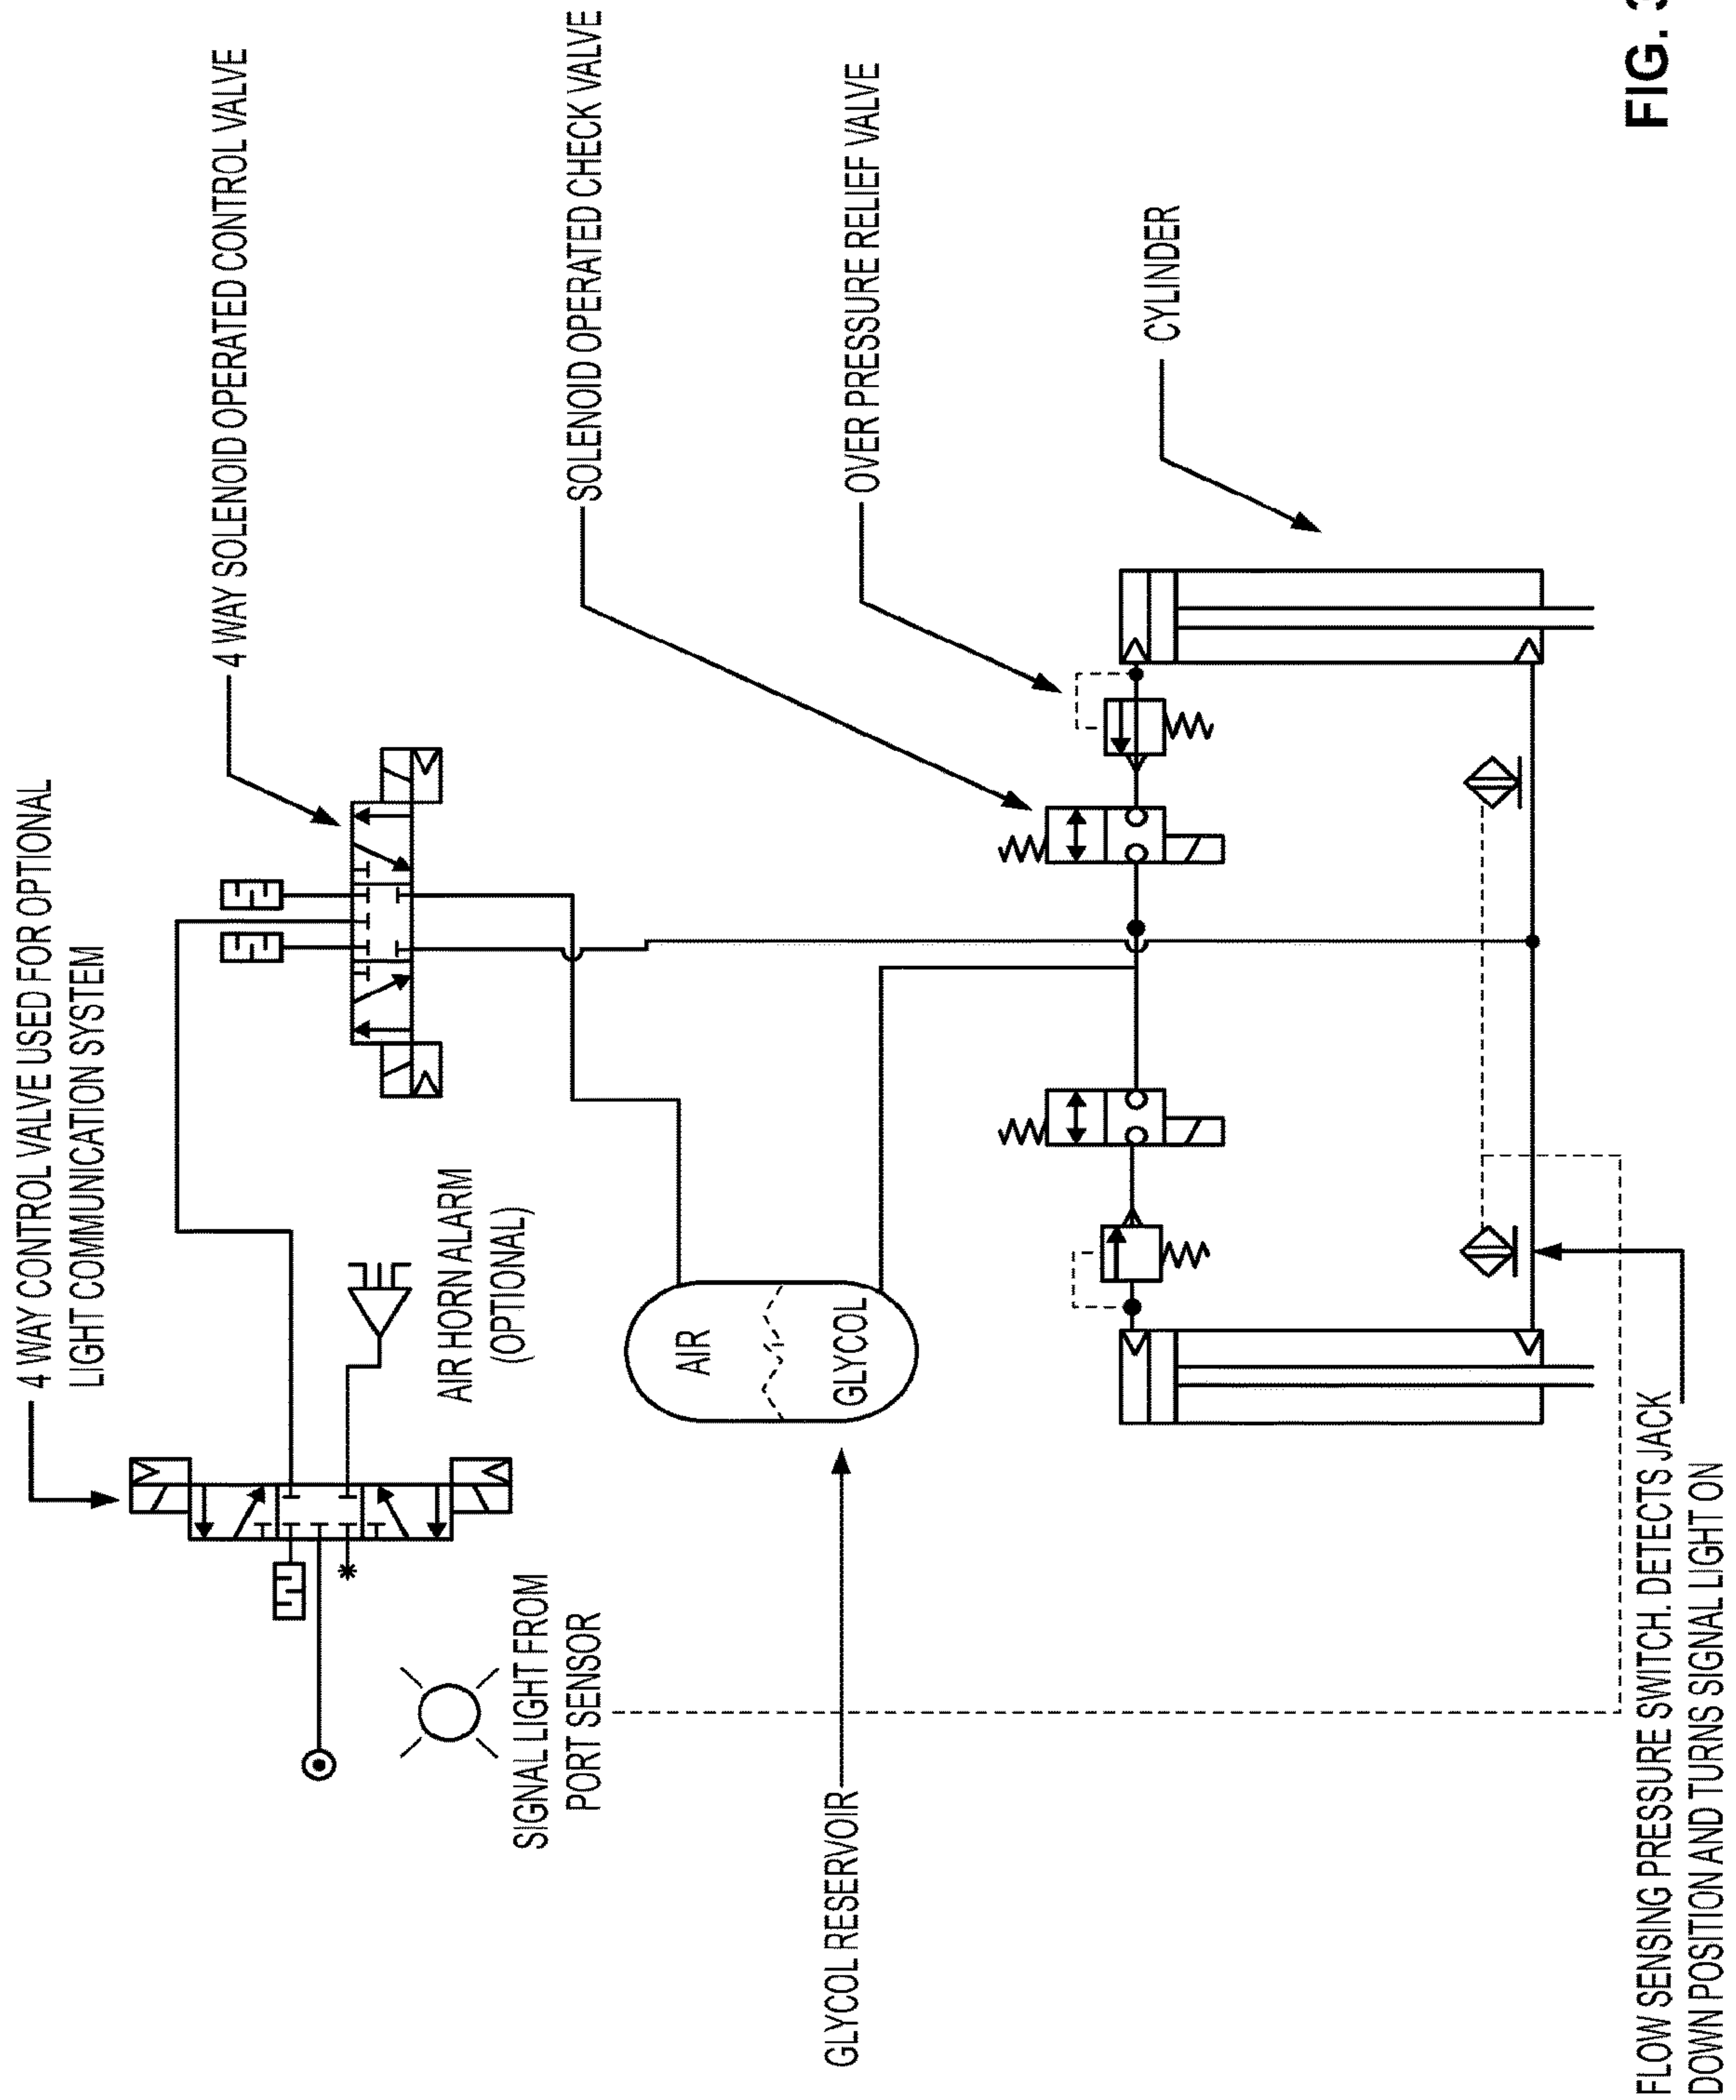 4 WAY CONTROL VALVE USED FOR OPTIONAL
LIGHT COMMUNICATION SYSTEM
4 WAY SOLENOID OPERATED CONTROL VALVE
AIR HORN ALARM
(OPTIONAL)
SIGNAL LIGHT FROM
PORT SENSOR
SOLENOID OPERATED CHECK VALVE
AIR
GLYCOL
GLYCOL RESERVOIR
OVER PRESSURE RELIEF VALVE
CYLINDER
FLOW SENSING PRESSURE SWITCH. DETECTS JACK
DOWN POSITION AND TURNS SIGNAL LIGHT ON
FIG.